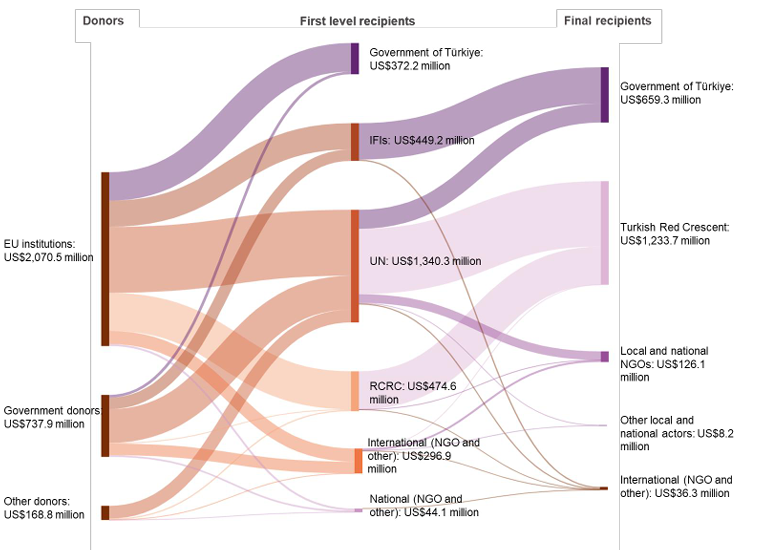 Donors
First level recipients
Final recipients
Government of Türkiye:
US$372.2 million
Government of Türkiye:
US$659.3 million
IFIs: US$449.2 million
EU institutions:
US$2,070.5 million
UN: US$1,340.3 million
Turkish Red Crescent:
US$1,233.7 million
Local and national
NGOs: US$126.1
million
RCRC: US$474.6
million
Government donors:
US$737.9 million
Other local and
national actors: US$8.2
million
International (NGO and
other): US$296.9
million
International (NGO and
other): US$36.3 million
Other donors:
US$168.8 million
National (NGO and
other): US$44.1 million